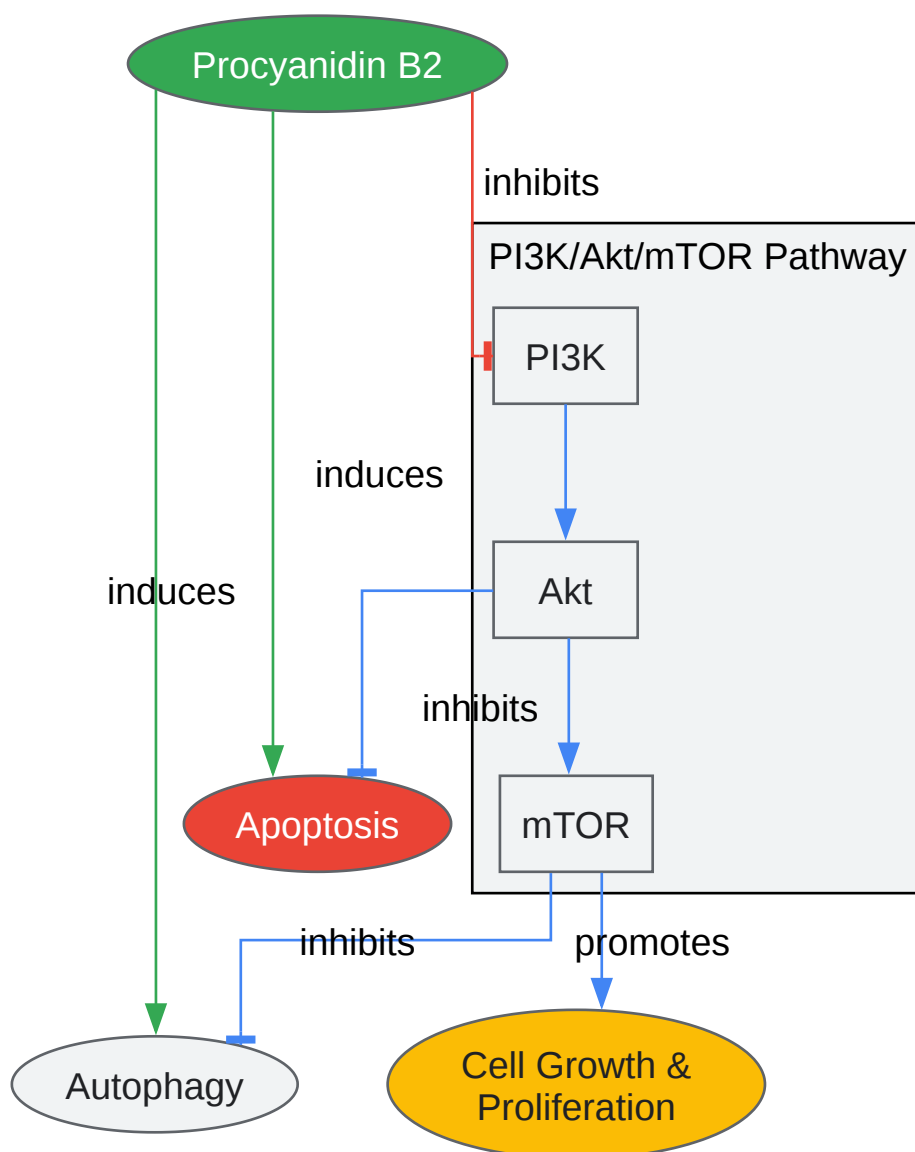 Procyanidin B2
inhibits
PI3K/Akt/mTOR Pathway
PI3K
induces
induces
Akt
inhibits
Apoptosis
mTOR
inhibits
promotes
Autophagy
Cell Growth &
Proliferation